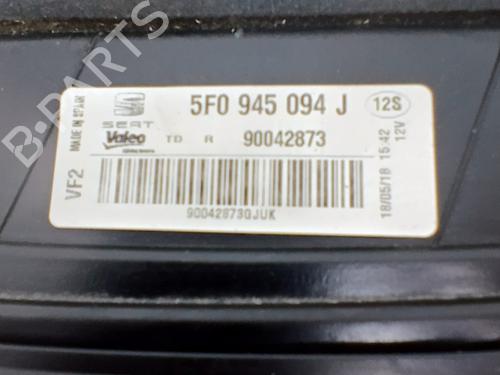 5F0 945 094 J
12S
SEAT
Valeo TD R 90042873
MADE IN SPAIN
VF2
900428730JUK
18/05/18 15:42
12V
B-PARTS